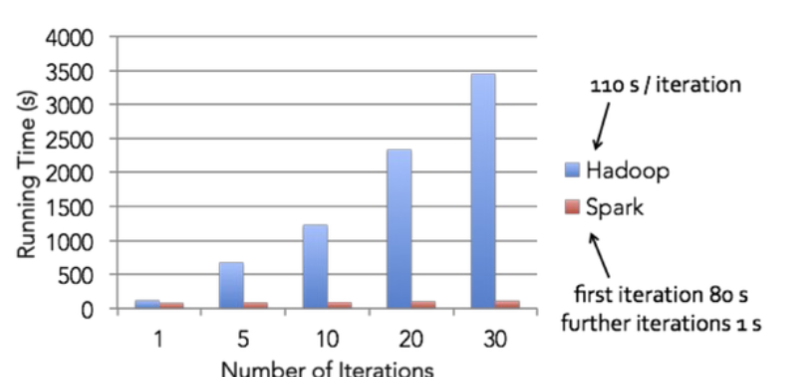 4000
3500
3000
2500
2000
1500
1000
500
0
Running Time (s)
1 5 10 20 30
Number of Iterations
110 s / iteration
Hadoop
Spark
first iteration 80 s
further iterations 1 s